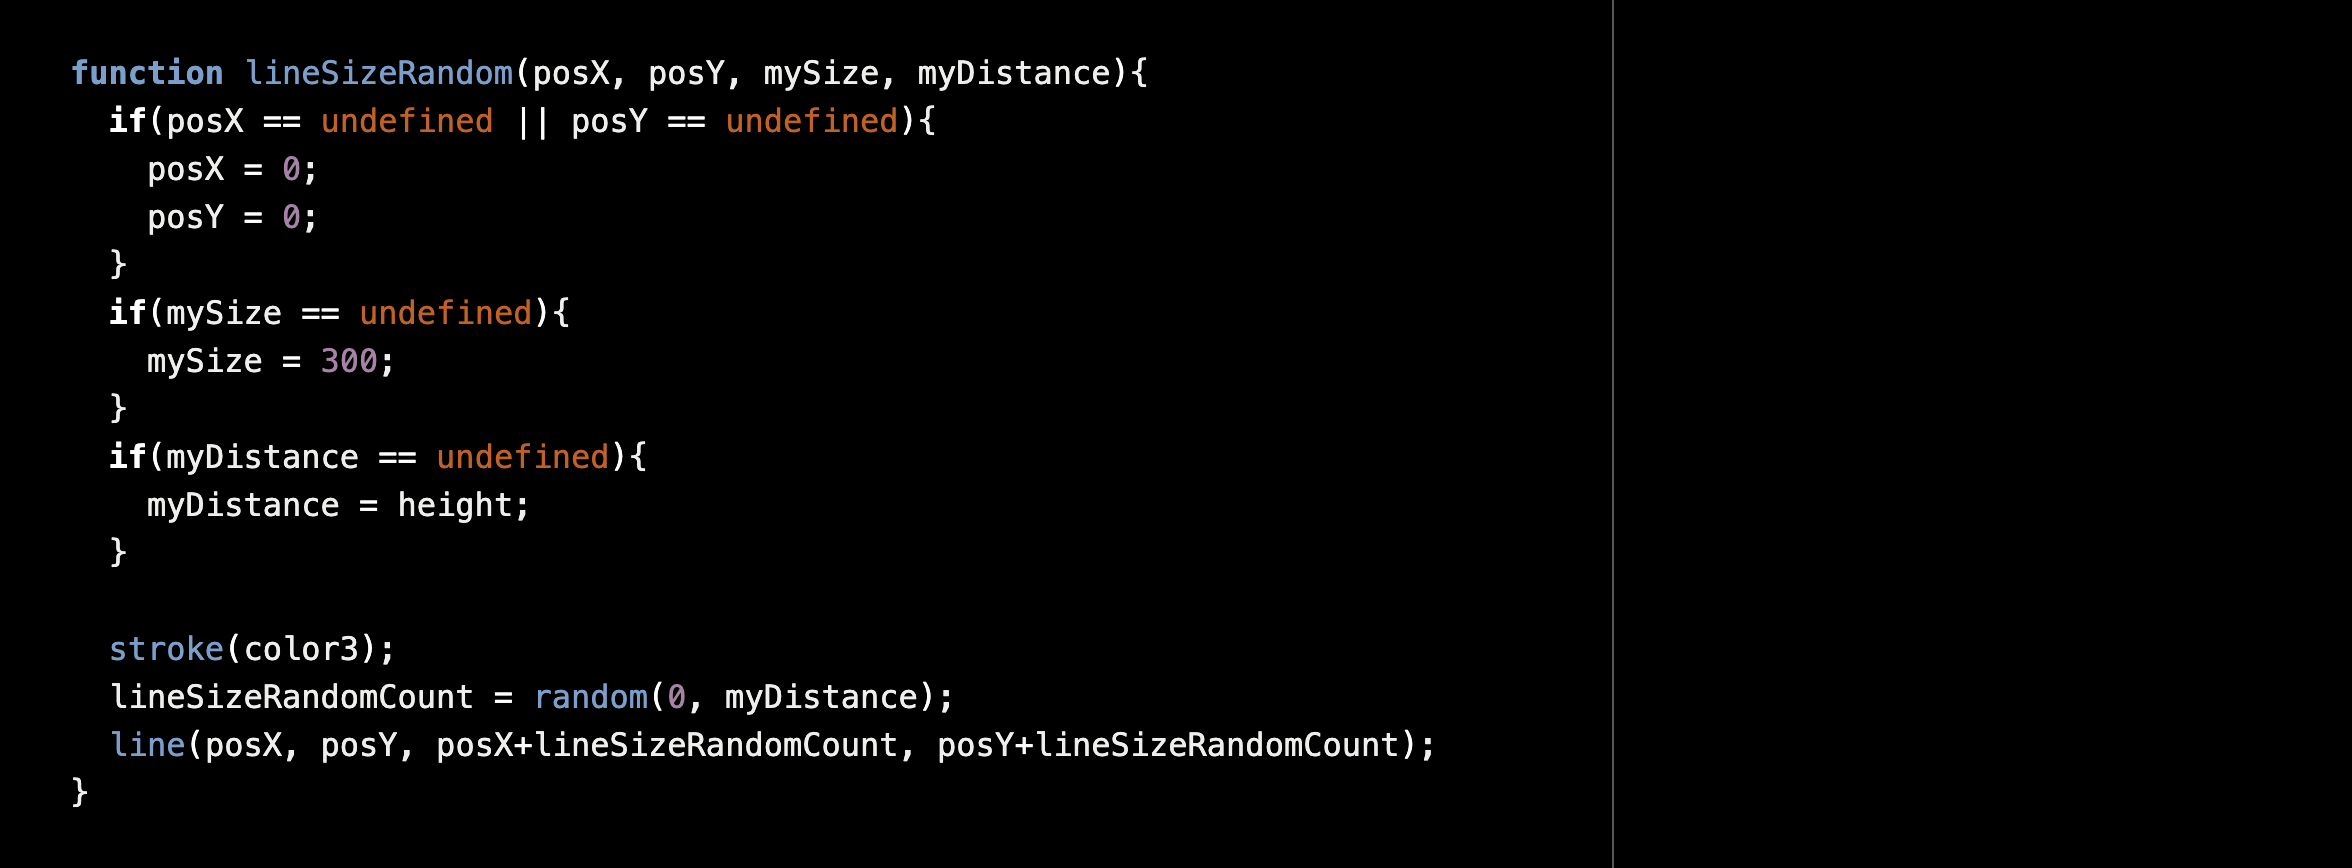 function lineSizeRandom(posX, posY, mySize, myDistance){
  if(posX == undefined || posY == undefined){
    posX = 0;
    posY = 0;
  }
  if(mySize == undefined){
    mySize = 300;
  }
  if(myDistance == undefined){
    myDistance = height;
  }

  stroke(color3);
  lineSizeRandomCount = random(0, myDistance);
  line(posX, posY, posX+lineSizeRandomCount, posY+lineSizeRandomCount);
}